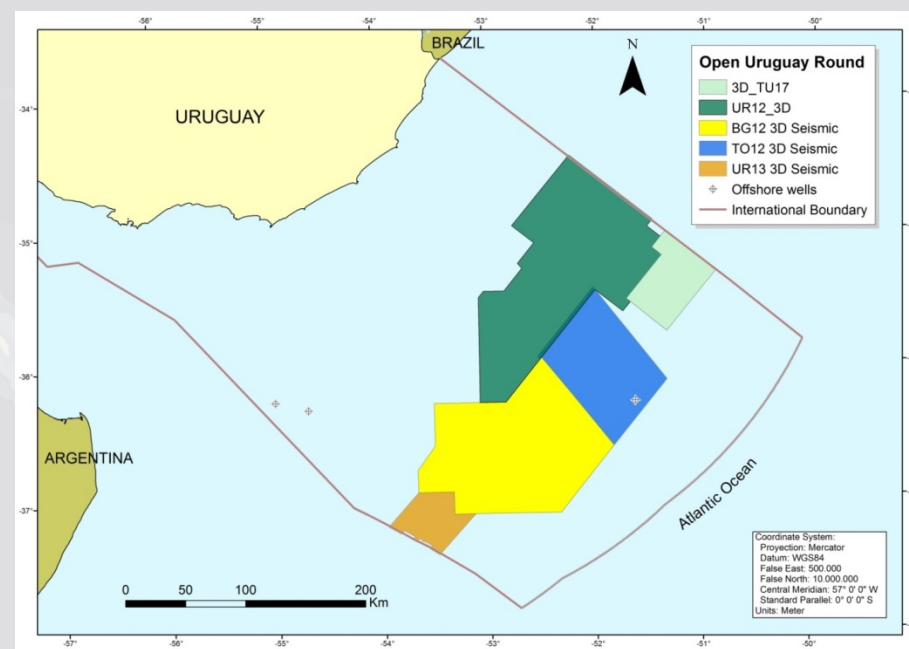 -56°
-55°
-54°
-53°
-52°
-51°
-50°
BRAZIL
N
-34°
URUGUAY
-35°
-36°
ARGENTINA
-37°
Atlantic Ocean
Open Uruguay Round
3D_TU17
UR12_3D
BG12 3D Seismic
TO12 3D Seismic
UR13 3D Seismic
Offshore wells
International Boundary
Coordinate System:
Proyection: Mercator
Datum: WGS84
False East: 500.000
False North: 10.000.000
Central Meridian: 57° 0' 0" W
Standard Parallel: 0° 0' 0" S
Units: Meter
0 50 100 200
Km
-57°
-56°
-55°
-54°
-53°
-52°
-51°
-50°